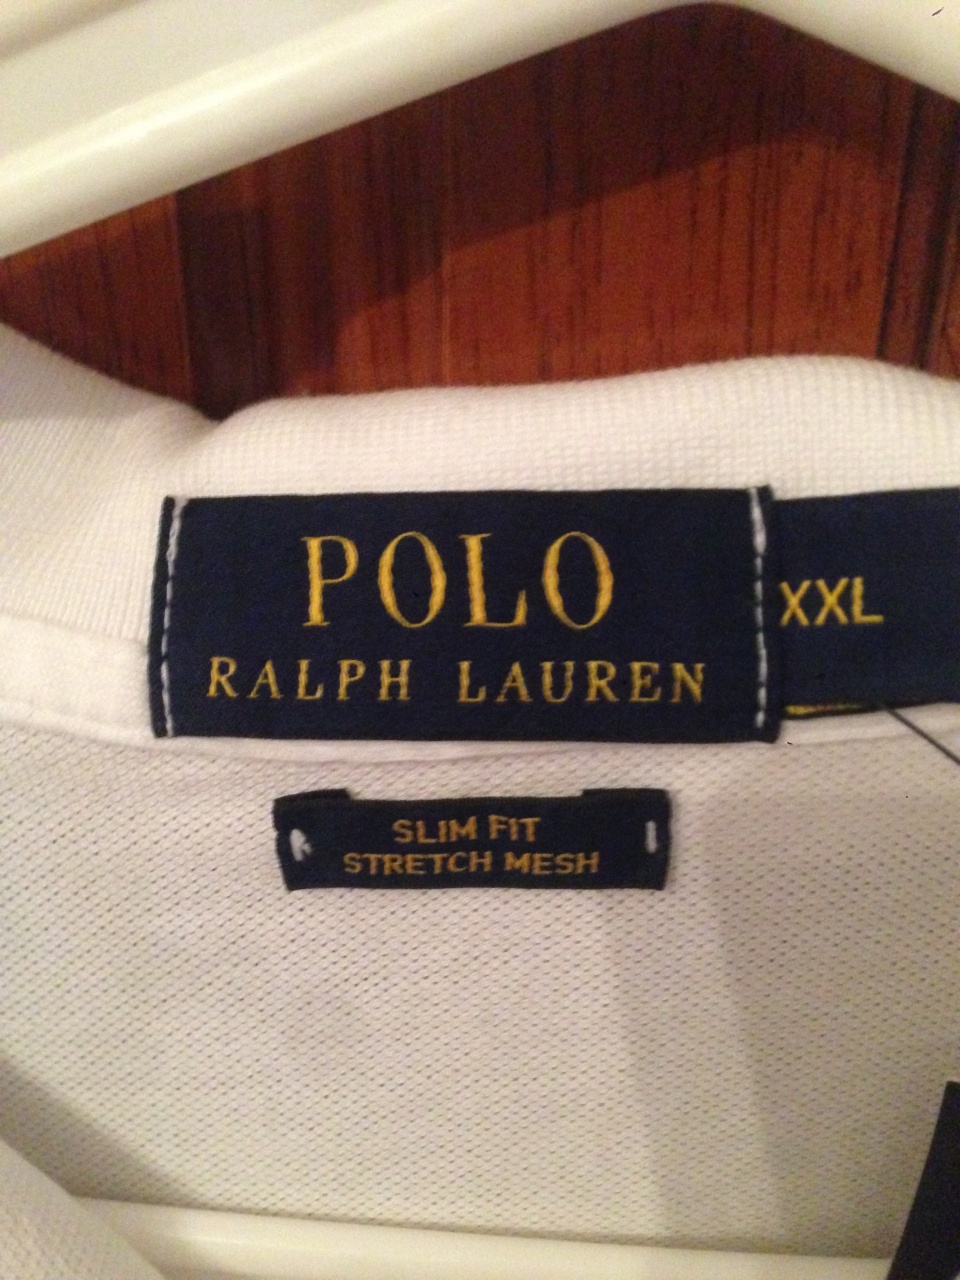 POLO
RALPH LAUREN
XXL
SLIM FIT
STRETCH MESH